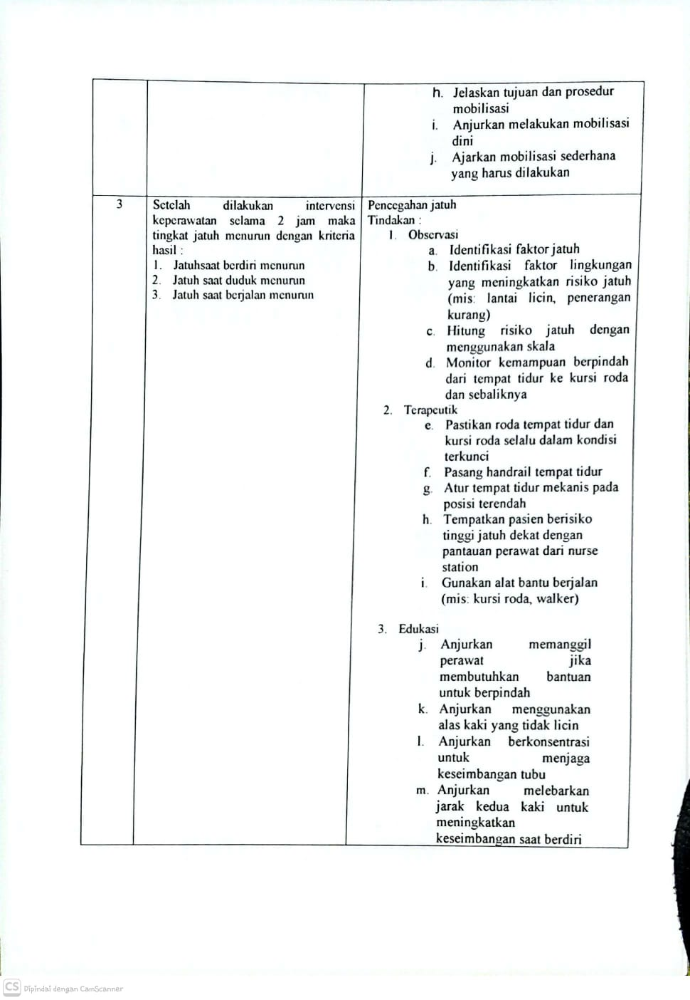 h. Jelaskan tujuan dan prosedur
mobilisasi
i. Anjurkan melakukan mobilisasi
dini
j. Ajarkan mobilisasi sederhana
yang harus dilakukan
3
Setelah dilakukan intervensi
keperawatan selama 2 jam maka
tingkat jatuh menurun dengan kriteria
hasil :
1. Jatuhsaat berdiri menurun
2. Jatuh saat duduk menurun
3. Jatuh saat berjalan menurun
Pencegahan jatuh
Tindakan :
1. Observasi
a. Identifikasi faktor jatuh
b. Identifikasi faktor lingkungan
yang meningkatkan risiko jatuh
(mis: lantai licin, penerangan
kurang)
c. Hitung risiko jatuh dengan
menggunakan skala
d. Monitor kemampuan berpindah
dari tempat tidur ke kursi roda
dan sebaliknya
2. Terapeutik
e. Pastikan roda tempat tidur dan
kursi roda selalu dalam kondisi
terkunci
f. Pasang handrail tempat tidur
g. Atur tempat tidur mekanis pada
posisi terendah
h. Tempatkan pasien berisiko
tinggi jatuh dekat dengan
pantauan perawat dari nurse
station
i. Gunakan alat bantu berjalan
(mis: kursi roda, walker)
3. Edukasi
j. Anjurkan memanggil
perawat jika
membutuhkan bantuan
untuk berpindah
k. Anjurkan menggunakan
alas kaki yang tidak licin
l. Anjurkan berkonsentrasi
untuk menjaga
keseimbangan tubu
m. Anjurkan melebarkan
jarak kedua kaki untuk
meningkatkan
keseimbangan saat berdiri
CS Dipindai dengan CamScanner